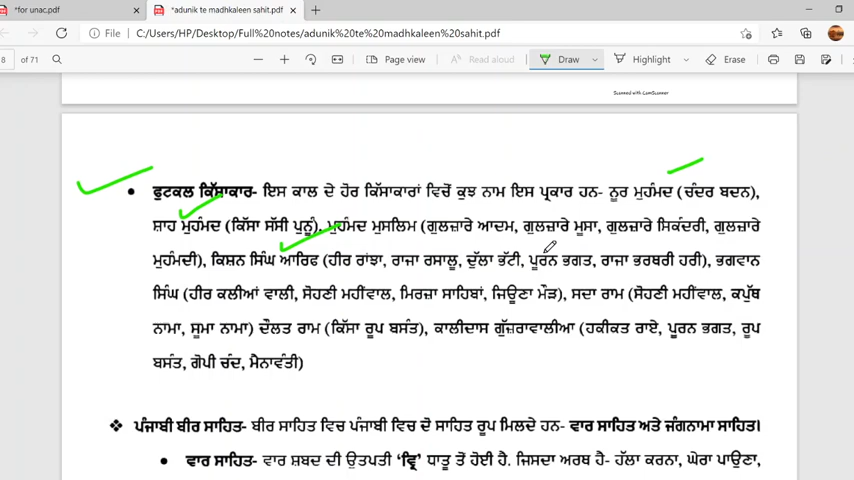 *for unac.pdf
*adunik te madhkaleen sahit.pdf
File C:/Users/HP/Desktop/Full%20notes/adunik%20te%20madhkaleen%20sahit.pdf
8 of 71 Page view Read aloud Draw Highlight Erase
Scanned with CamScanner
ਫੁਟਕਲ ਕਿੱਸਾਕਾਰ- ਇਸ ਕਾਲ ਦੇ ਹੋਰ ਕਿੱਸਾਕਾਰਾਂ ਵਿਚੋਂ ਕੁਝ ਨਾਮ ਇਸ ਪ੍ਰਕਾਰ ਹਨ- ਨੂਰ ਮੁਹੰਮਦ (ਚੰਦਰ ਬਦਨ),
ਸ਼ਾਹ ਮੁਹੰਮਦ (ਕਿੱਸਾ ਸੱਸੀ ਪੁਨੂੰ), ਮੁਹੰਮਦ ਮੁਸਲਿਮ (ਗੁਲਜ਼ਾਰੇ ਆਦਮ, ਗੁਲਜ਼ਾਰੇ ਮੂਸਾ, ਗੁਲਜ਼ਾਰੇ ਸਿਕੰਦਰੀ, ਗੁਲਜ਼ਾਰੇ
ਮੁਹੰਮਦੀ), ਕਿਸ਼ਨ ਸਿੰਘ ਆਰਿਫ (ਹੀਰ ਰਾਂਝਾ, ਰਾਜਾ ਰਸਾਲੂ, ਦੁੱਲਾ ਭੱਟੀ, ਪੂਰਨ ਭਗਤ, ਰਾਜਾ ਭਰਥਰੀ ਹਰੀ), ਭਗਵਾਨ
ਸਿੰਘ (ਹੀਰ ਕਲੀਆਂ ਵਾਲੀ, ਸੋਹਣੀ ਮਹੀਂਵਾਲ, ਮਿਰਜ਼ਾ ਸਾਹਿਬਾਂ, ਜਿਊਣਾ ਮੌੜ), ਸਦਾ ਰਾਮ (ਸੋਹਣੀ ਮਹੀਂਵਾਲ, ਕਪੁੱਥ
ਨਾਮਾ, ਸੂਮਾ ਨਾਮਾ) ਦੌਲਤ ਰਾਮ (ਕਿੱਸਾ ਰੂਪ ਬਸੰਤ), ਕਾਲੀਦਾਸ ਗੁੱਜ਼ਰਾਵਾਲੀਆ (ਹਕੀਕਤ ਰਾਏ, ਪੂਰਨ ਭਗਤ, ਰੂਪ
ਬਸੰਤ, ਗੋਪੀ ਚੰਦ, ਮੈਨਾਵੰਤੀ)
ਪੰਜਾਬੀ ਬੀਰ ਸਾਹਿਤ- ਬੀਰ ਸਾਹਿਤ ਵਿਚ ਪੰਜਾਬੀ ਵਿਚ ਦੋ ਸਾਹਿਤ ਰੂਪ ਮਿਲਦੇ ਹਨ- ਵਾਰ ਸਾਹਿਤ ਅਤੇ ਜੰਗਨਾਮਾ ਸਾਹਿਤ।
ਵਾਰ ਸਾਹਿਤ- ਵਾਰ ਸ਼ਬਦ ਦੀ ਉਤਪਤੀ ‘ਵ੍ਰਿ’ ਧਾਤੂ ਤੋਂ ਹੋਈ ਹੈ. ਜਿਸਦਾ ਅਰਥ ਹੈ- ਹੱਲਾ ਕਰਨਾ, ਘੇਰਾ ਪਾਉਣਾ,